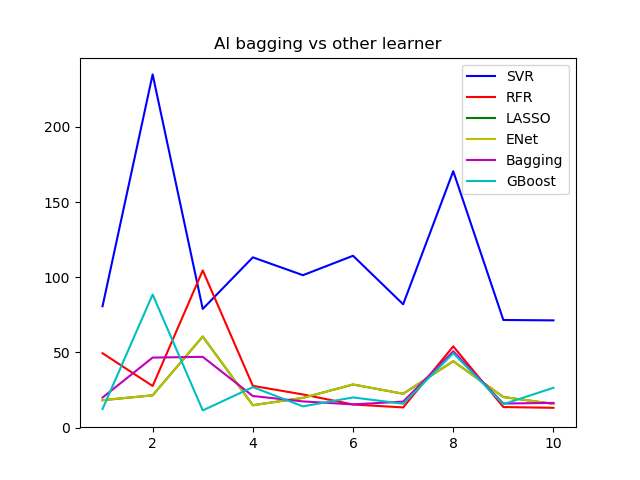 AI bagging vs other learner
SVR
RFR
LASSO
ENet
Bagging
GBoost
200
150
100
50
0
2 4 6 8 10